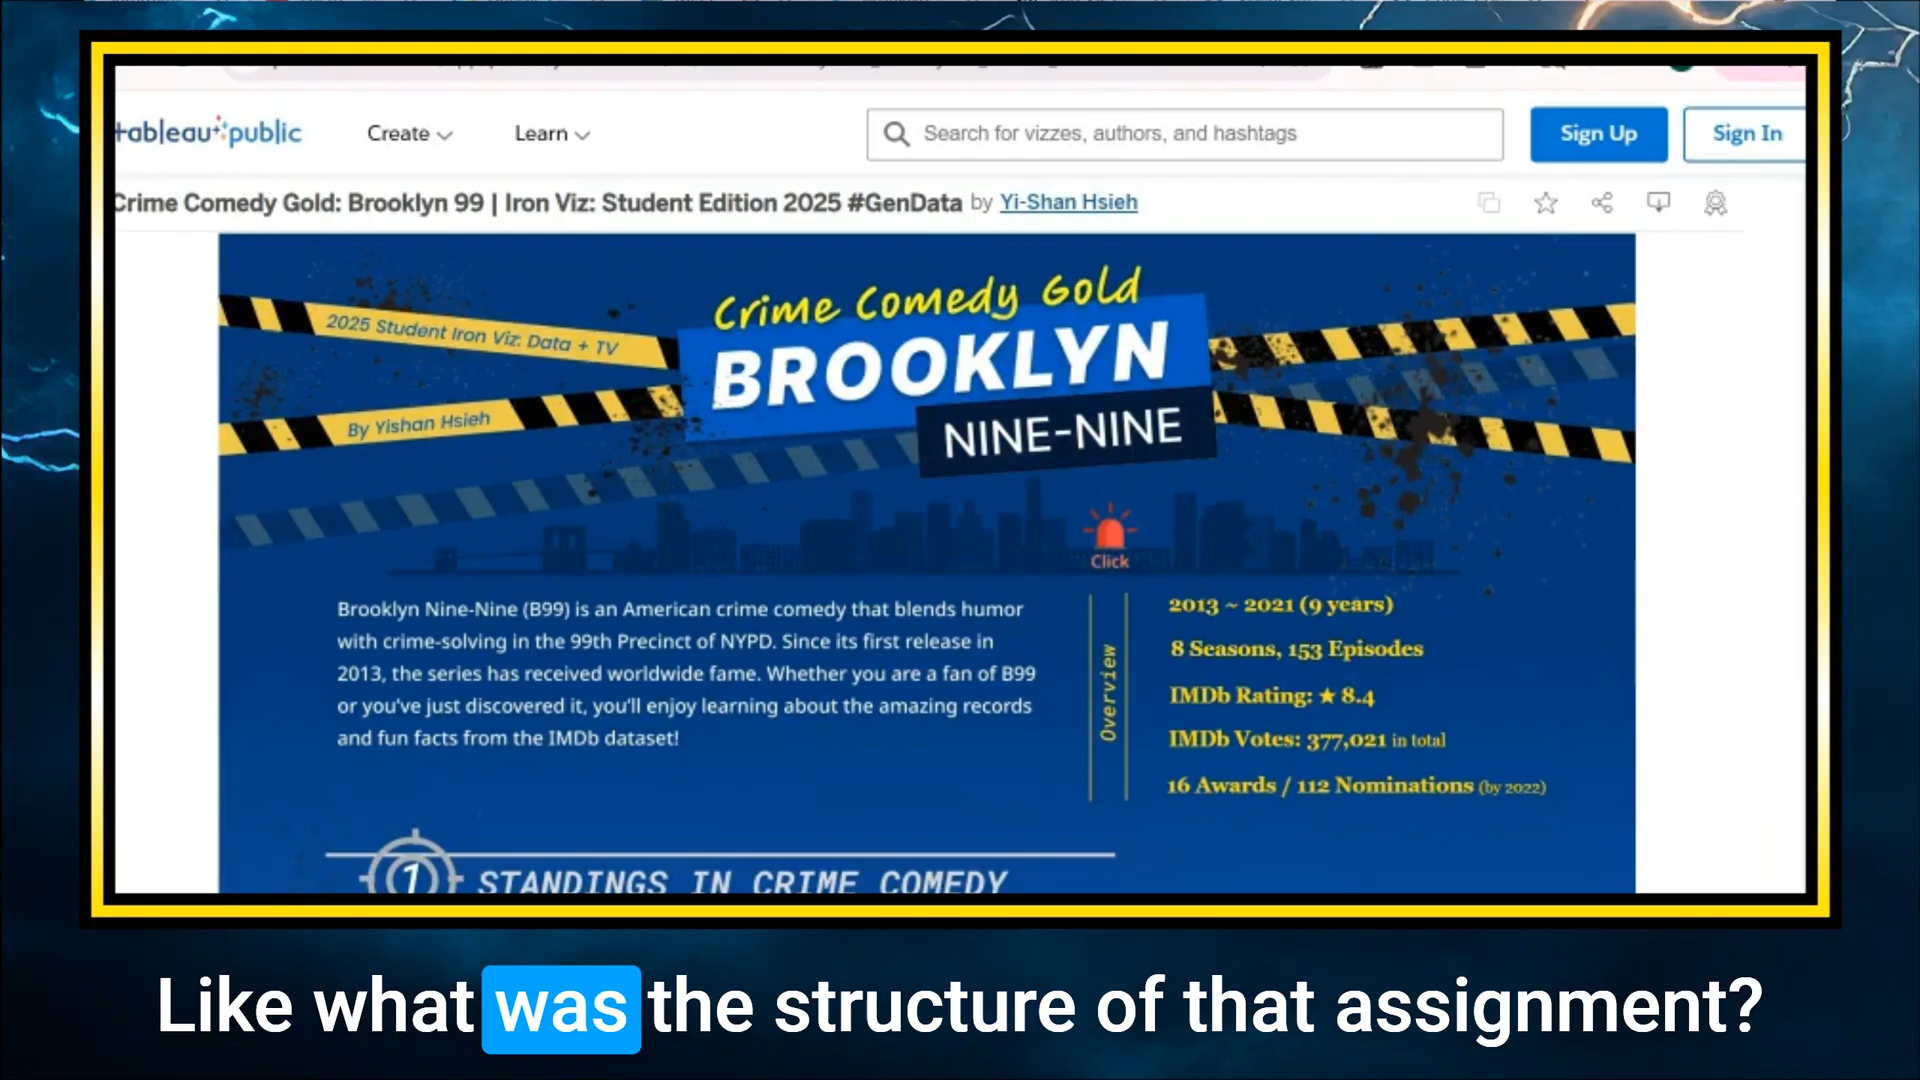 tableau public
Create
Learn
Search for vizzes, authors, and hashtags
Sign Up
Sign In
Crime Comedy Gold: Brooklyn 99 | Iron Viz: Student Edition 2025 #GenData by Yi-Shan Hsieh
Crime Comedy Gold
2025 Student Iron Viz: Data + TV
BROOKLYN
By Yishan Hsieh
NINE-NINE
Click
Brooklyn Nine-Nine (B99) is an American crime comedy that blends humor
with crime-solving in the 99th Precinct of NYPD. Since its first release in
2013, the series has received worldwide fame. Whether you are a fan of B99
or you've just discovered it, you'll enjoy learning about the amazing records
and fun facts from the IMDb dataset!
Overview
2013 ~ 2021 (9 years)
8 Seasons, 153 Episodes
IMDb Rating: ★ 8.4
IMDb Votes: 377,021 in total
16 Awards / 112 Nominations (by 2022)
1 STANDINGS IN CRIME COMEDY
Like what was the structure of that assignment?